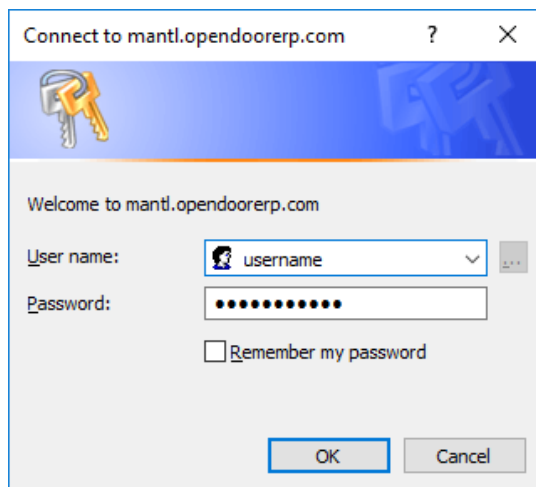 Connect to mantl.opendoorerp.com ? ×
Welcome to mantl.opendoorerp.com
User name: username ...
Password: ●●●●●●●●●●●
Remember my password
OK Cancel